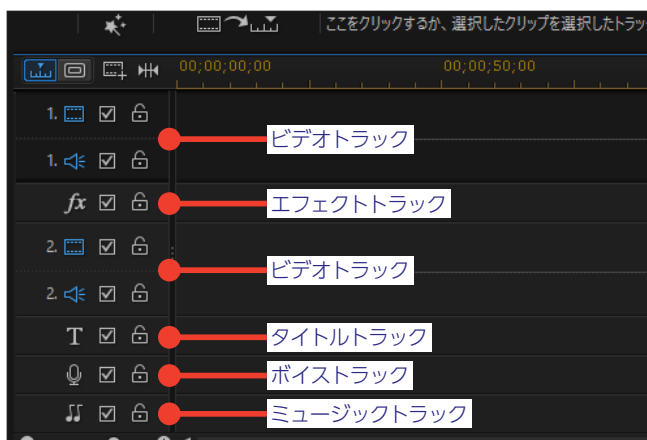 ここをクリックするか、選択したクリップを選択したトラッ
00;00;00;00 00;00;50;00
1.
ビデオトラック
1.
fx エフェクトトラック
2.
ビデオトラック
2.
T タイトルトラック
ボイストラック
ミュージックトラック